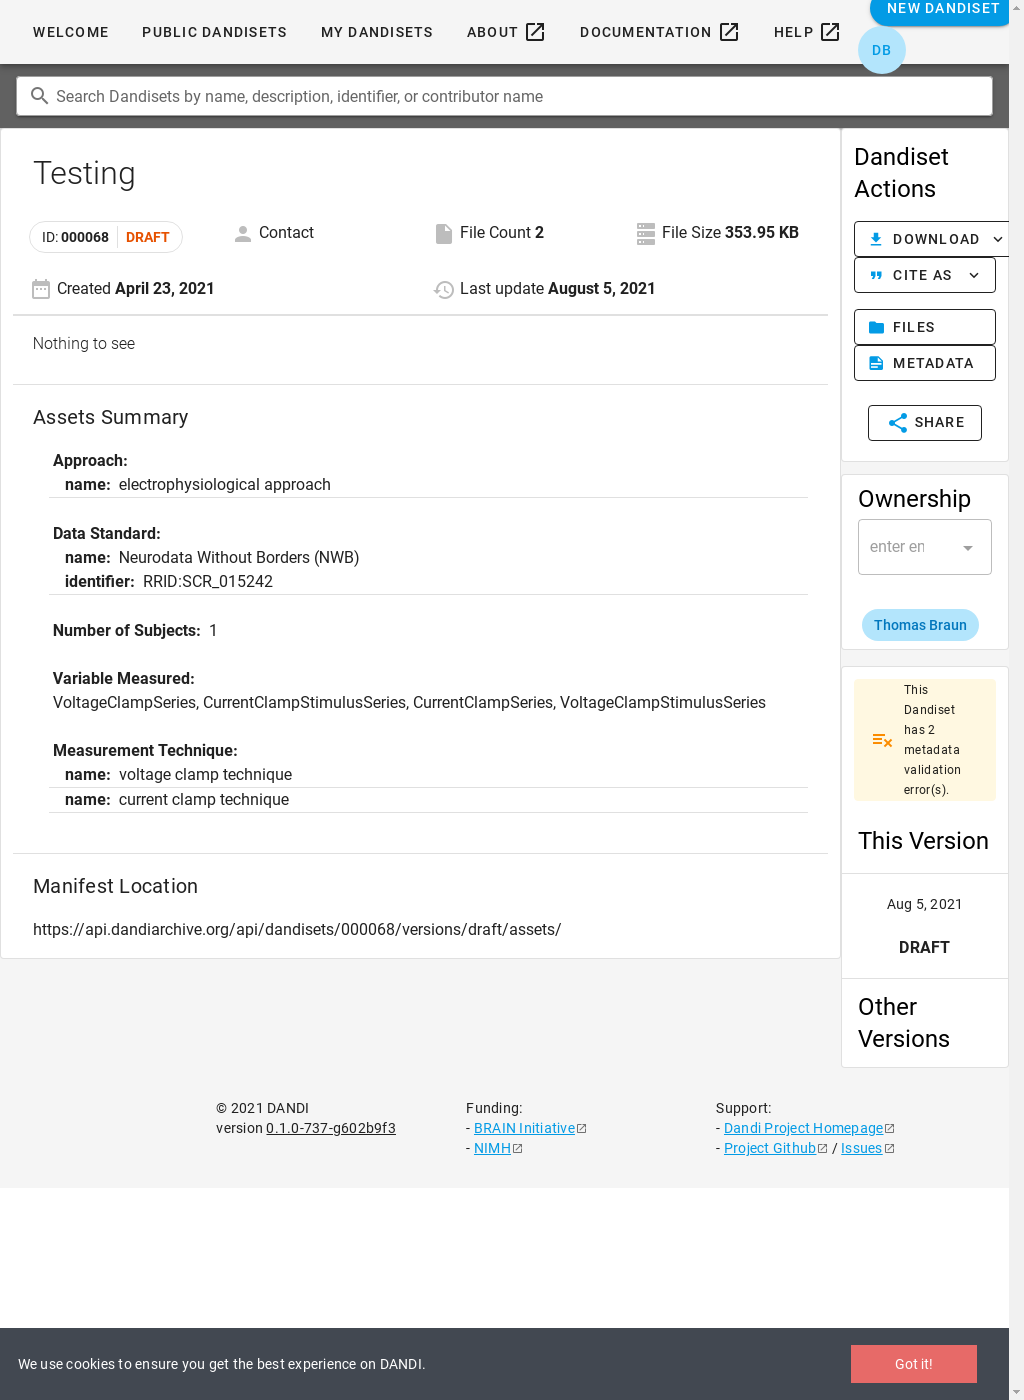 WELCOME
PUBLIC DANDISETS
MY DANDISETS
ABOUT
DOCUMENTATION
HELP
NEW DANDISET
DB
Search Dandisets by name, description, identifier, or contributor name
Testing
ID: 000068 DRAFT
Contact
File Count 2
File Size 353.95 KB
Created April 23, 2021
Last update August 5, 2021
Nothing to see
Assets Summary
Approach:
name: electrophysiological approach
Data Standard:
name: Neurodata Without Borders (NWB)
identifier: RRID:SCR_015242
Number of Subjects: 1
Variable Measured:
VoltageClampSeries, CurrentClampStimulusSeries, CurrentClampSeries, VoltageClampStimulusSeries
Measurement Technique:
name: voltage clamp technique
name: current clamp technique
Manifest Location
https://api.dandiarchive.org/api/dandisets/000068/versions/draft/assets/
Dandiset
Actions
DOWNLOAD
CITE AS
FILES
METADATA
SHARE
Ownership
enter en
Thomas Braun
This
Dandiset
has 2
metadata
validation
error(s).
This Version
Aug 5, 2021
DRAFT
Other
Versions
© 2021 DANDI
version 0.1.0-737-g602b9f3
Funding:
- BRAIN Initiative
- NIMH
Support:
- Dandi Project Homepage
- Project Github / Issues
We use cookies to ensure you get the best experience on DANDI.
Got it!